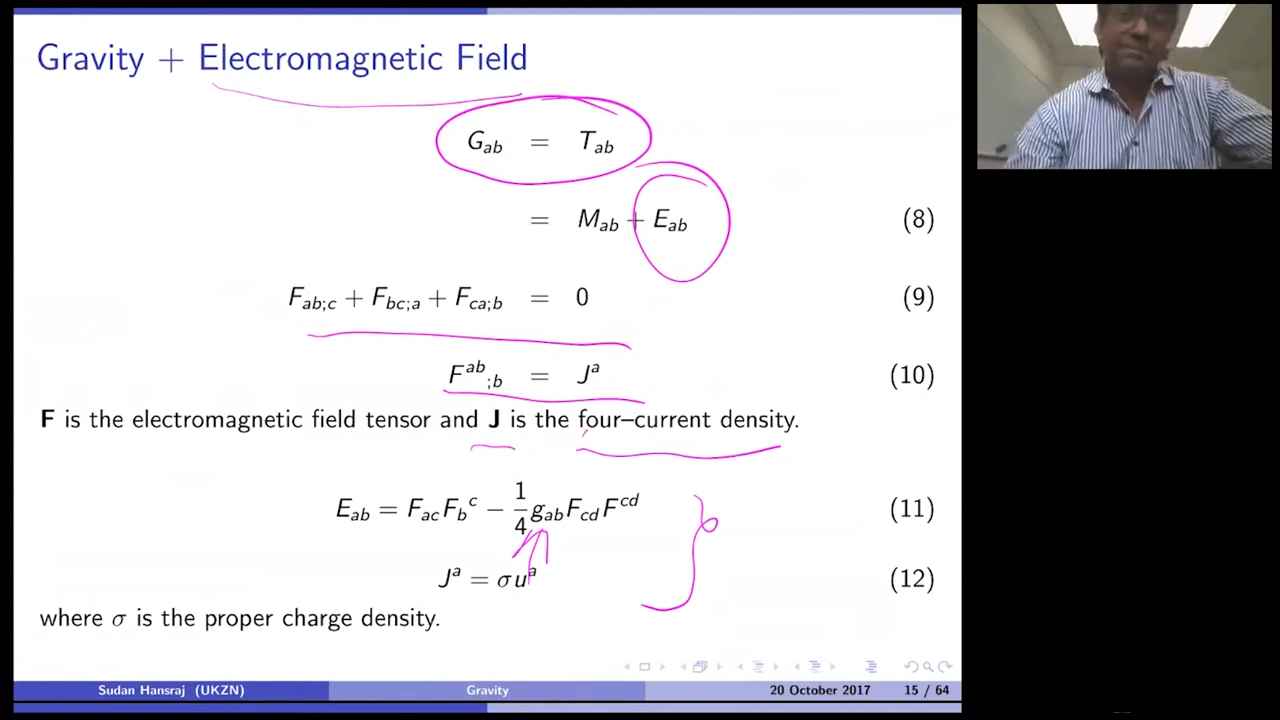 Gravity + Electromagnetic Field
G_ab = T_ab
= M_ab + E_ab (8)
F_ab;c + F_bc;a + F_ca;b = 0 (9)
F^ab_;b = J^a (10)
F is the electromagnetic field tensor and J is the four–current density.
E_ab = F_ac F_b^c − 1/4 g_ab F_cd F^cd (11)
J^a = σu^a (12)
where σ is the proper charge density.
Sudan Hansraj (UKZN) Gravity 20 October 2017 15 / 64